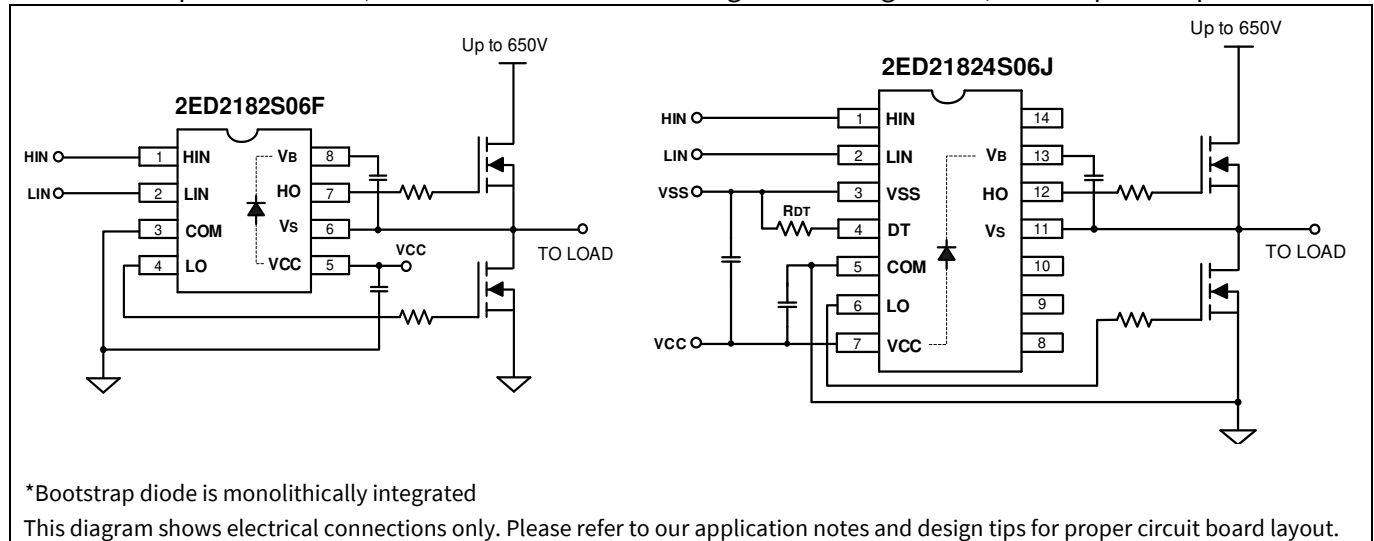 Up to 650V
2ED2182S06F
HIN
LIN
1
HIN
2
LIN
3
COM
4
LO
VB
8
HO
7
Vs
6
VCC
5
VCC
TO LOAD
Up to 650V
2ED21824S06J
HIN
LIN
VSS
RDT
VCC
1
HIN
2
LIN
3
VSS
4
DT
5
COM
6
LO
7
VCC
14
VB
13
HO
12
Vs
11
10
9
8
TO LOAD
*Bootstrap diode is monolithically integrated
This diagram shows electrical connections only. Please refer to our application notes and design tips for proper circuit board layout.